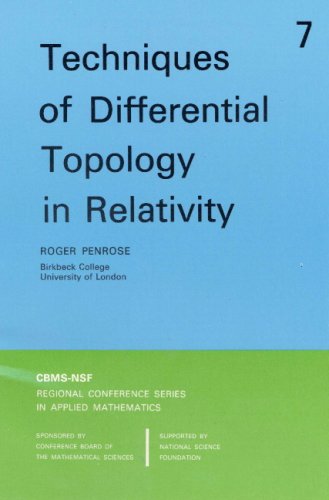 7
Techniques
of Differential
Topology
in Relativity
ROGER PENROSE
Birkbeck College
University of London
CBMS-NSF
REGIONAL CONFERENCE SERIES
IN APPLIED MATHEMATICS
SPONSORED BY
CONFERENCE BOARD OF
THE MATHEMATICAL SCIENCES
SUPPORTED BY
NATIONAL SCIENCE
FOUNDATION